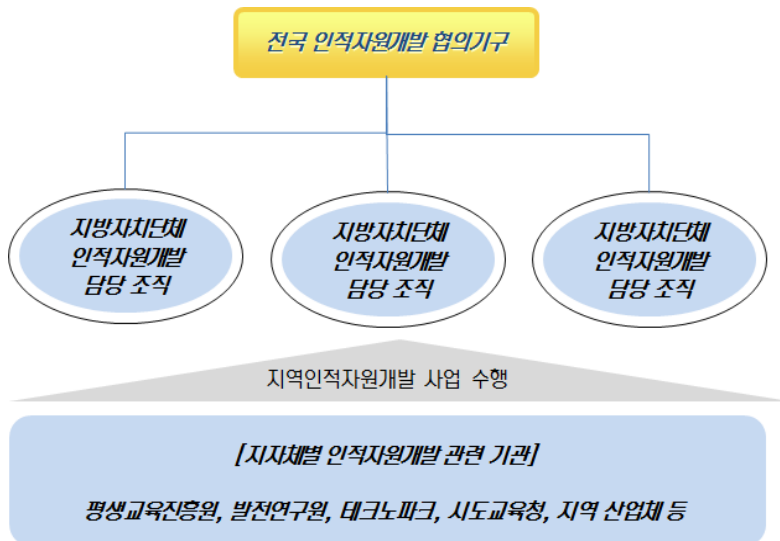 전국 인적자원개발 협의기구
지방자치단체
인적자원개발
담당 조직
지방자치단체
인적자원개발
담당 조직
지방자치단체
인적자원개발
담당 조직
지역인적자원개발 사업 수행
[지자체별 인적자원개발 관련 기관]
평생교육진흥원, 발전연구원, 테크노파크, 시도교육청, 지역 산업체 등